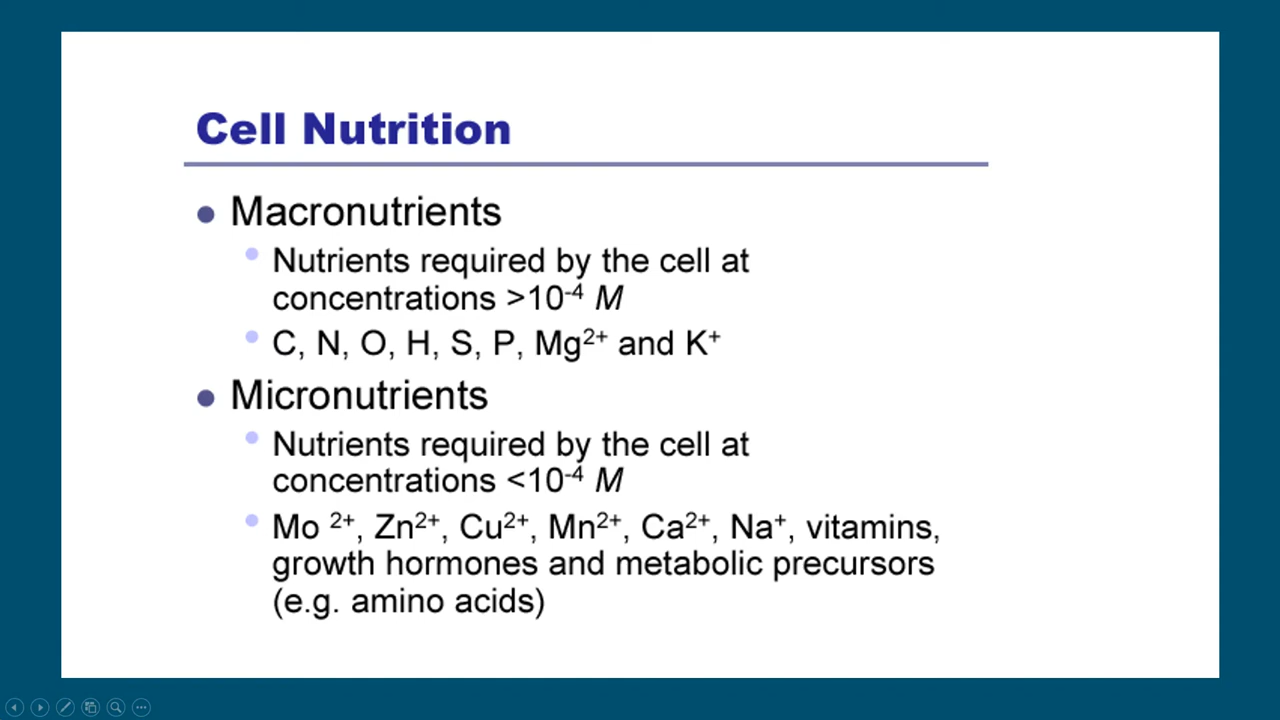 Cell Nutrition
Macronutrients
Nutrients required by the cell at
concentrations >10⁻⁴ M
C, N, O, H, S, P, Mg²⁺ and K⁺
Micronutrients
Nutrients required by the cell at
concentrations <10⁻⁴ M
Mo ²⁺, Zn²⁺, Cu²⁺, Mn²⁺, Ca²⁺, Na⁺, vitamins,
growth hormones and metabolic precursors
(e.g. amino acids)